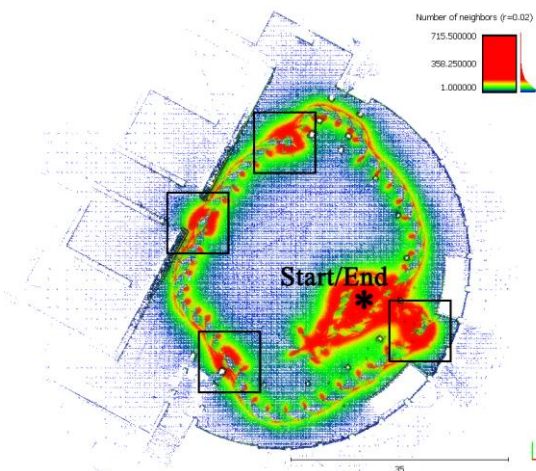 Number of neighbors (r=0.02)
715.500000
358.250000
1.000000
Start/End
*
35